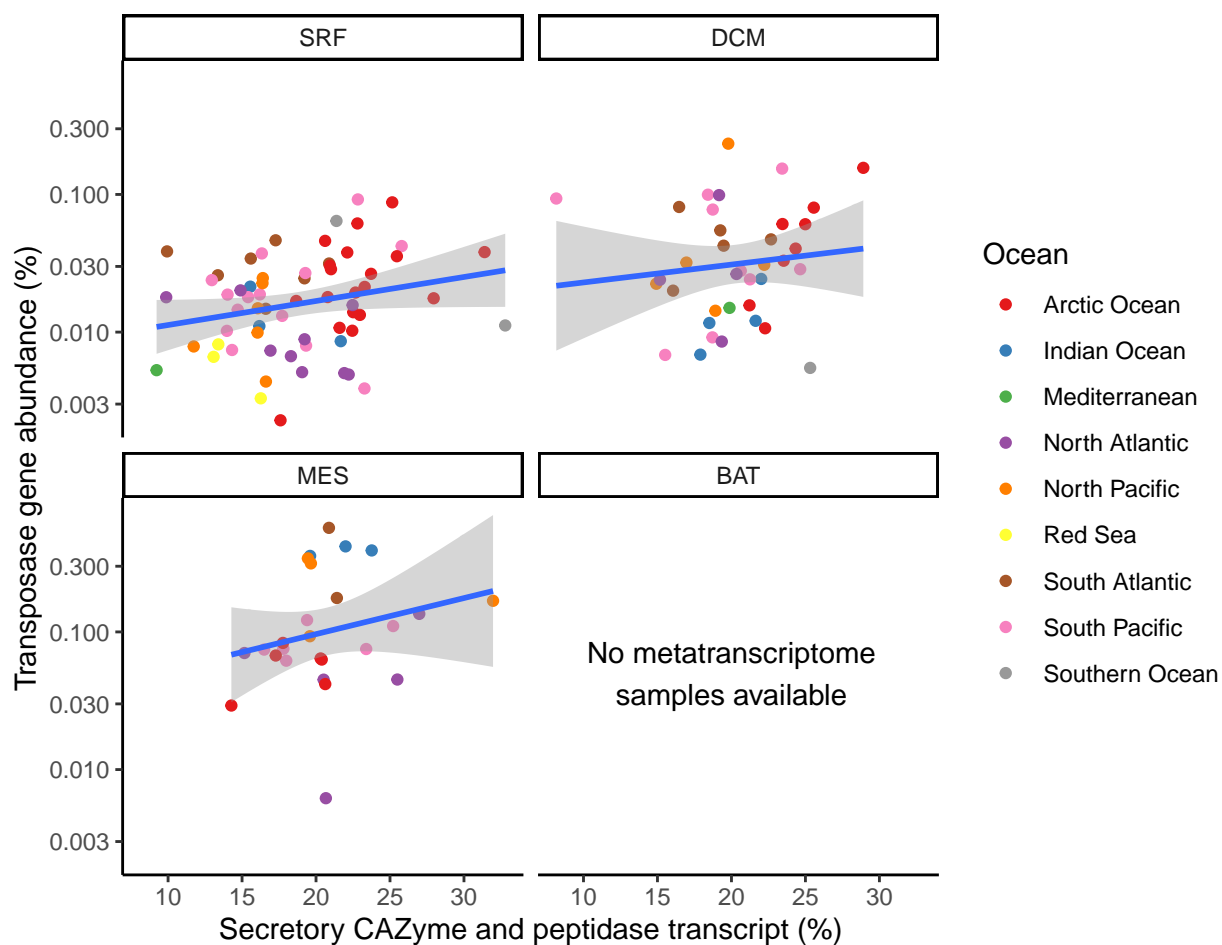 SRF
DCM
0.300
0.100
0.030
0.010
0.003
MES
BAT
0.300
0.100
0.030
0.010
0.003
No metatranscriptome
samples available
10 15 20 25 30
10 15 20 25 30
Secretory CAZyme and peptidase transcript (%)
Transposase gene abundance (%)
Ocean
Arctic Ocean
Indian Ocean
Mediterranean
North Atlantic
North Pacific
Red Sea
South Atlantic
South Pacific
Southern Ocean